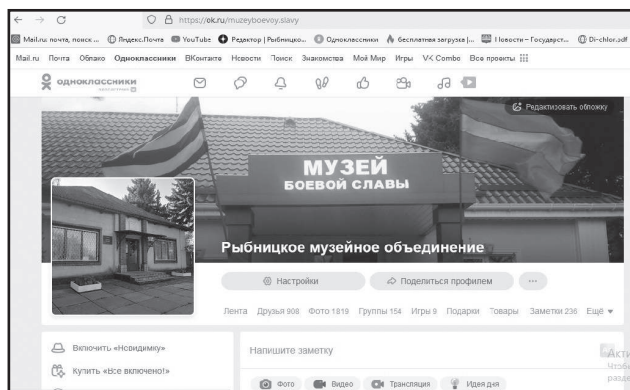 https://ok.ru/muzeyboevoy.slavy
Mail.ru: почта, поиск ... Яндекс.Почта YouTube Редактор | Рыбницко... Одноклассники бесплатная загрузка |... Новости – Государст... Di-chlor.pdf
Mail.ru Почта Облако Одноклассники ВКонтакте Новости Поиск Знакомства Мой Мир Игры VK Combo Все проекты
одноклассники
Редактировать обложку
МУЗЕЙ
БОЕВОЙ СЛАВЫ
Рыбницкое музейное объединение
Настройки Поделиться профилем ...
Лента Друзья 908 Фото 1819 Группы 154 Игры 9 Подарки Товары Заметки 236 Ещё
Включить «Невидимку» Напишите заметку
Купить «Все включено!»
Фото Видео Трансляция Идея дня